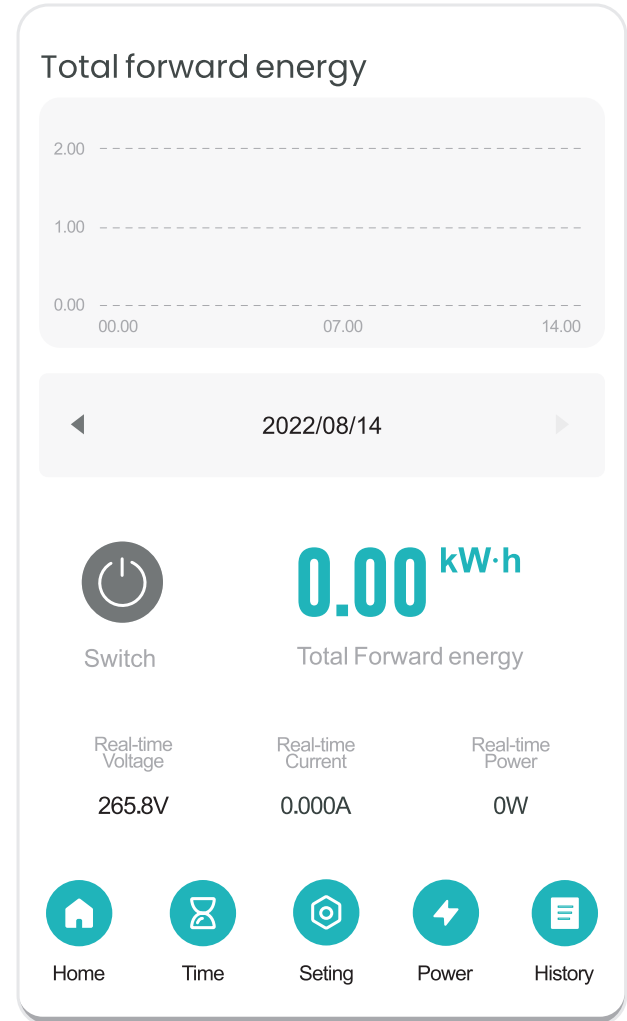 Total forward energy
2.00
1.00
0.00
00.00 07.00 14.00
2022/08/14
0.00 kW·h
Switch
Total Forward energy
Real-time
Voltage
265.8V
Real-time
Current
0.000A
Real-time
Power
0W
Home Time Seting Power History